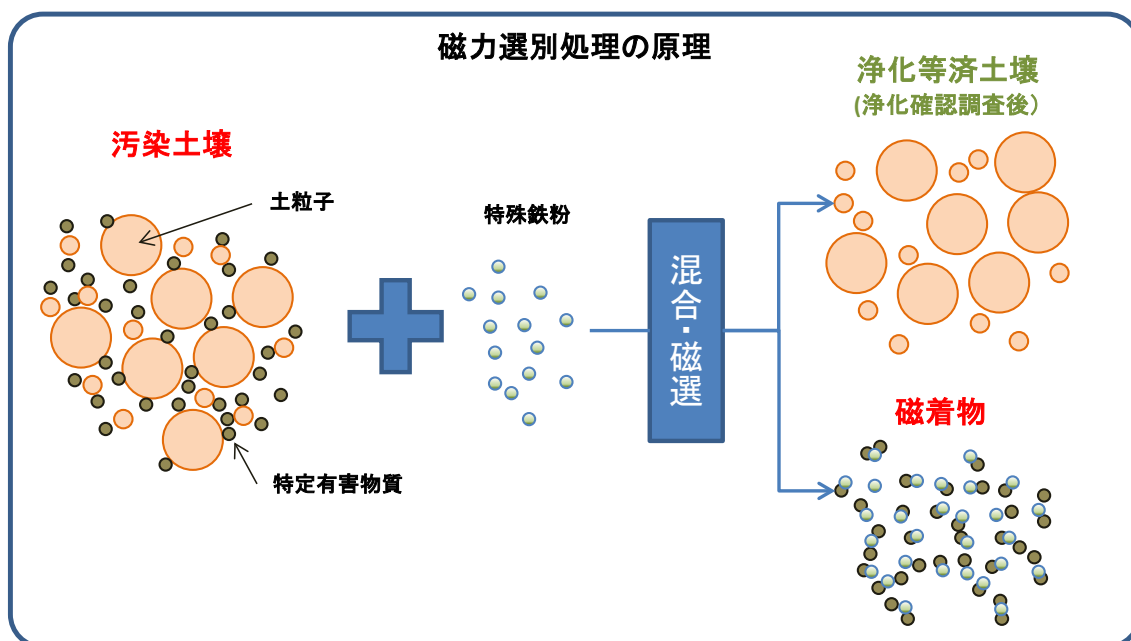 磁力選別処理の原理
汚染土壌
土粒子
特定有害物質
特殊鉄粉
混合・磁選
浄化等済土壌
(浄化確認調査後）
磁着物